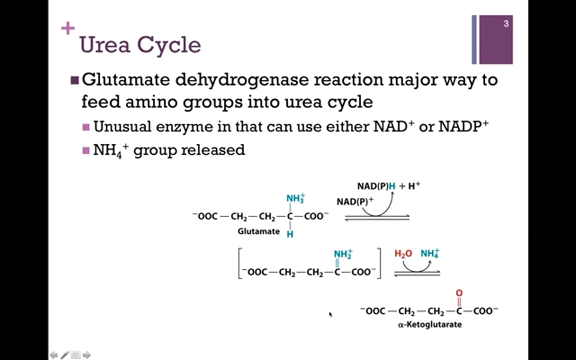 3
+
Urea Cycle
Glutamate dehydrogenase reaction major way to
feed amino groups into urea cycle
Unusual enzyme in that can use either NAD⁺ or NADP⁺
NH₄⁺ group released
NAD(P)H + H⁺
NH₃⁺
NAD(P)⁺
⁻OOC—CH₂—CH₂—C—COO⁻
Glutamate H
NH₂⁺ H₂O NH₄⁺
⁻OOC—CH₂—CH₂—C—COO⁻
O
⁻OOC—CH₂—CH₂—C—COO⁻
α-Ketoglutarate